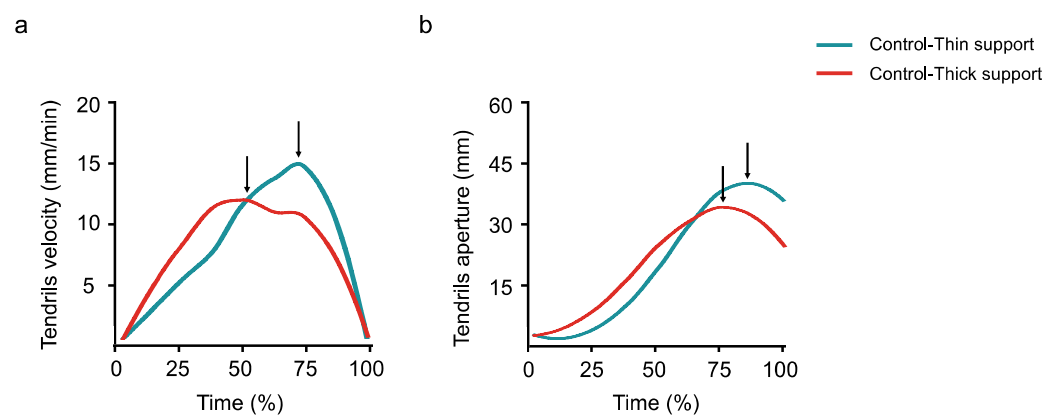 a
b
Control-Thin support
Control-Thick support
Tendrils velocity (mm/min)
20
15
10
5
0
25
50
75
100
Time (%)
Tendrils aperture (mm)
60
45
30
15
0
25
50
75
100
Time (%)